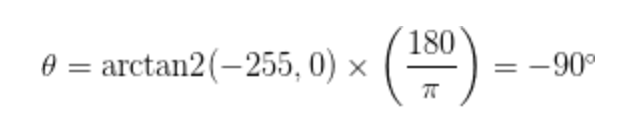 θ = arctan2(−255, 0) × (180/π) = −90°